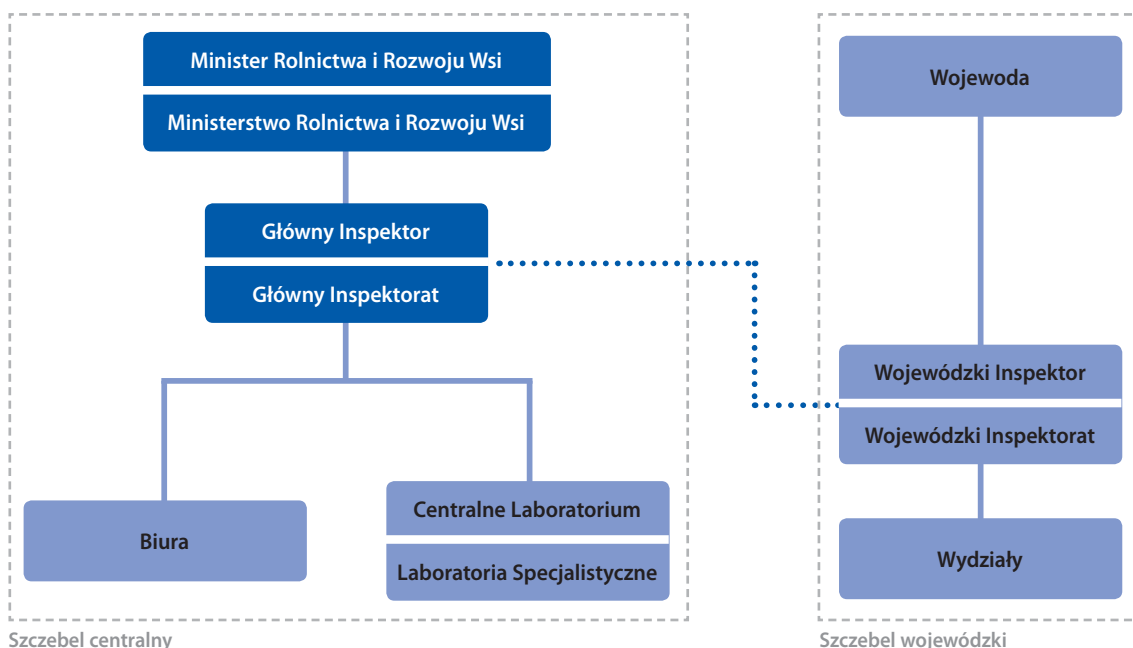 Minister Rolnictwa i Rozwoju Wsi
Ministerstwo Rolnictwa i Rozwoju Wsi
Główny Inspektor
Główny Inspektorat
Biura
Centralne Laboratorium
Laboratoria Specjalistyczne
Szczebel centralny
Wojewoda
Wojewódzki Inspektor
Wojewódzki Inspektorat
Wydziały
Szczebel wojewódzki